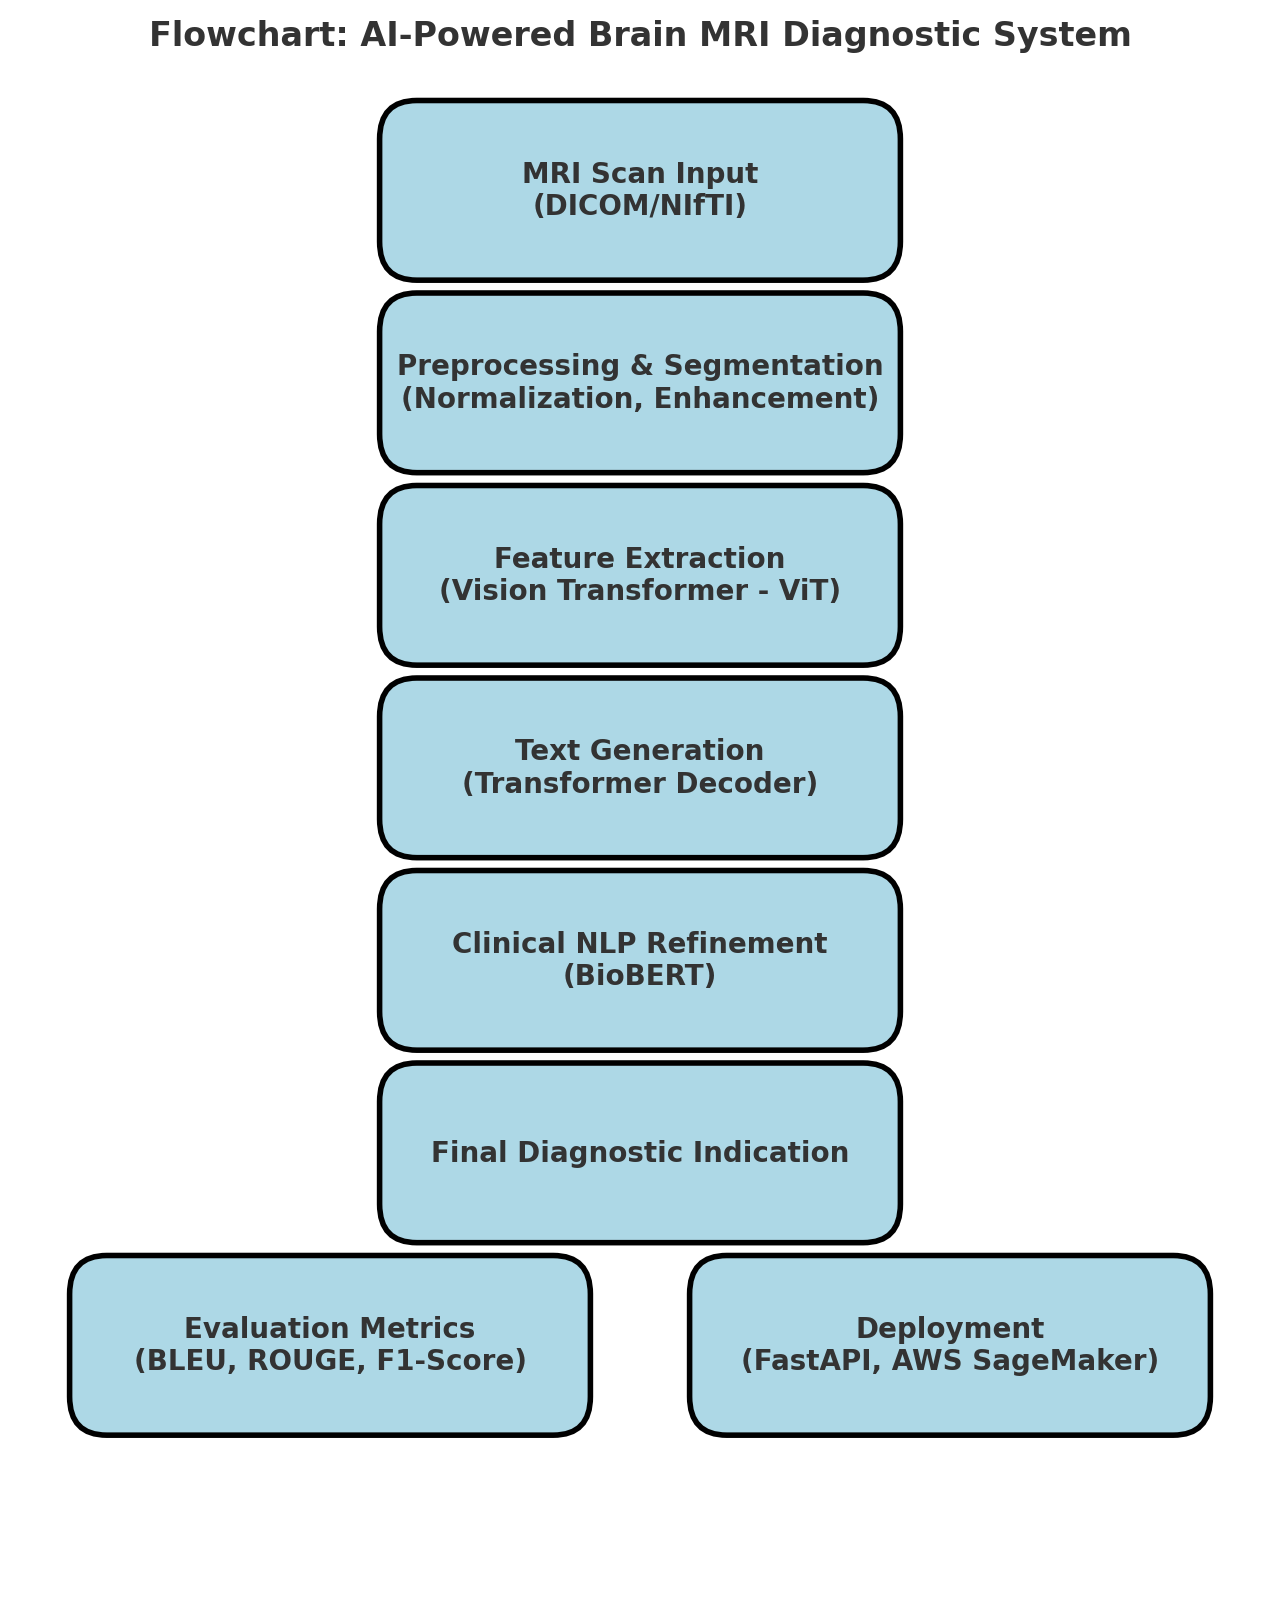 Flowchart: AI-Powered Brain MRI Diagnostic System
MRI Scan Input
(DICOM/NIfTI)
Preprocessing & Segmentation
(Normalization, Enhancement)
Feature Extraction
(Vision Transformer - ViT)
Text Generation
(Transformer Decoder)
Clinical NLP Refinement
(BioBERT)
Final Diagnostic Indication
Evaluation Metrics
(BLEU, ROUGE, F1-Score)
Deployment
(FastAPI, AWS SageMaker)